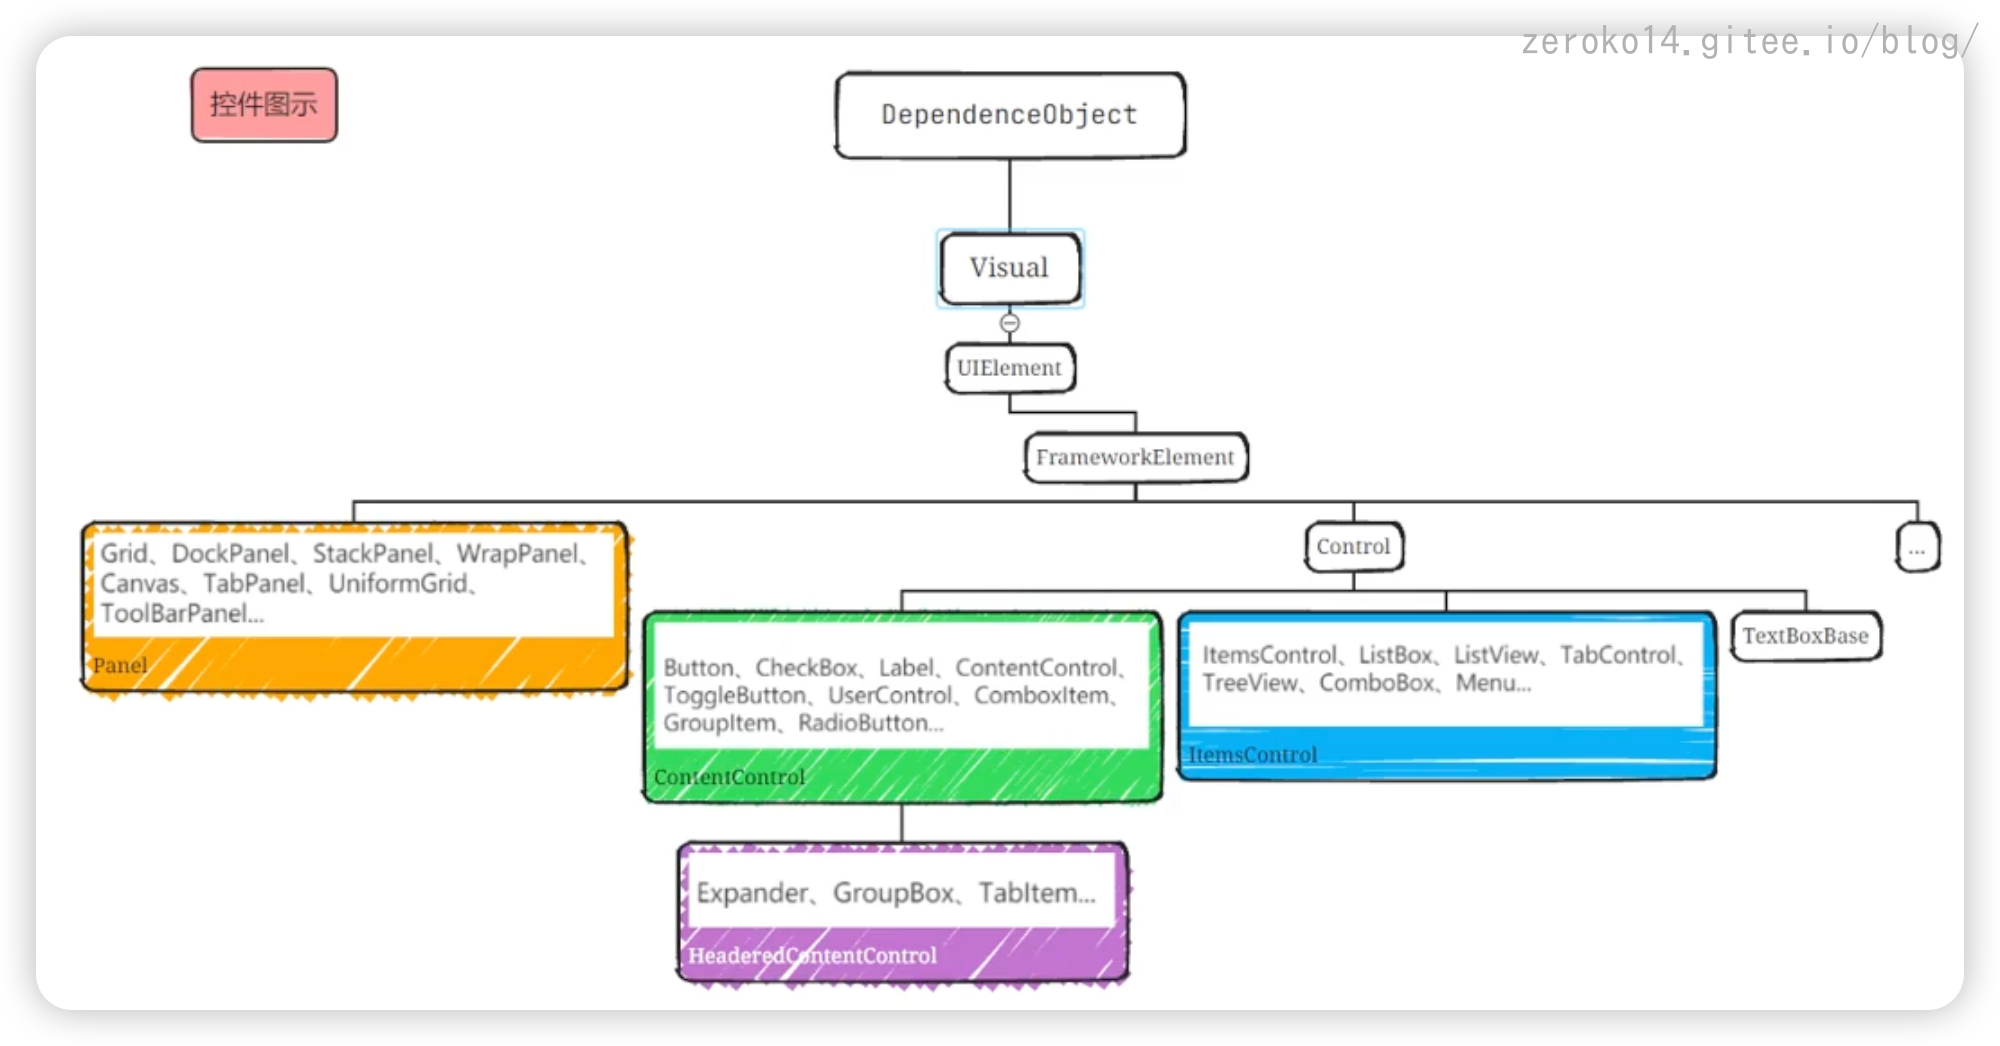 zeroko14.gitee.io/blog/
控件图示
DependenceObject
Visual
UIElement
FrameworkElement
Grid、DockPanel、StackPanel、WrapPanel、
Canvas、TabPanel、UniformGrid、
ToolBarPanel...
Panel
Control
...
Button、CheckBox、Label、ContentControl、
ToggleButton、UserControl、ComboxItem、
GroupItem、RadioButton...
ContentControl
ItemsControl、ListBox、ListView、TabControl、
TreeView、ComboBox、Menu...
ItemsControl
TextBoxBase
Expander、GroupBox、TabItem...
HeaderedContentControl